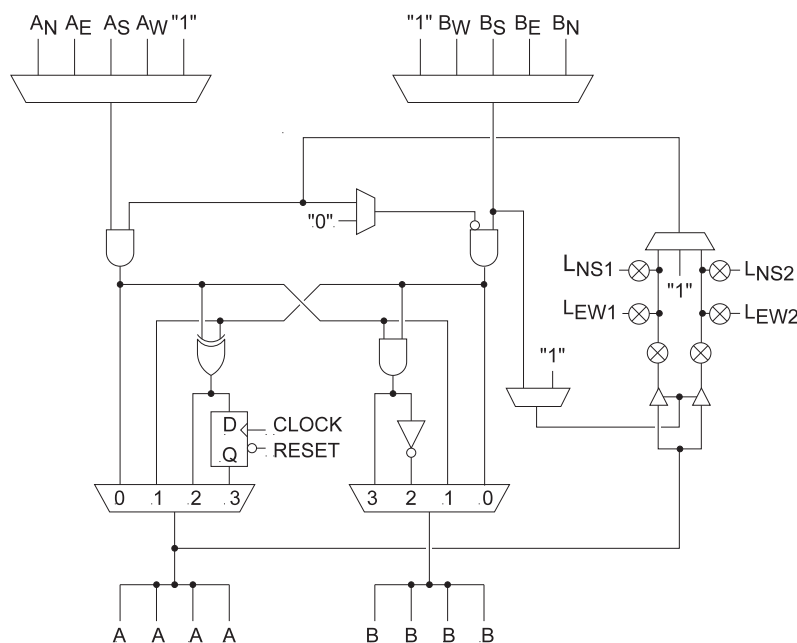 AN AE AS AW "1"
"1" BW BS BE BN
"0"
LNS1 "1" LNS2
LEW1 LEW2
"1"
D CLOCK
Q RESET
0 1 2 3
3 2 1 0
A A A A
B B B B